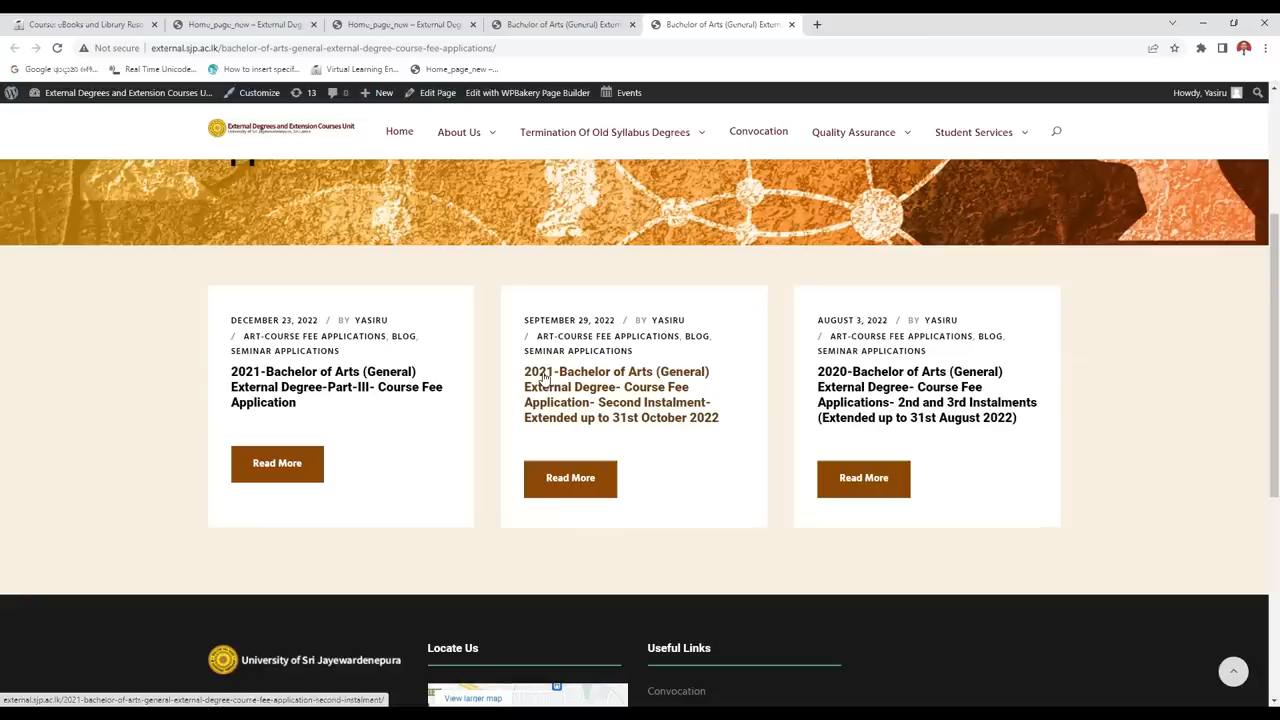 Course: eBooks and Library Reso
Home_page_new – External Deg
Home_page_new – External Deg
Bachelor of Arts (General) Extern
Bachelor of Arts (General) Extern
Not secure
external.sjp.ac.lk/bachelor-of-arts-general-external-degree-course-fee-applications/
Real Time Unicode...
How to insert specif...
Virtual Learning En...
Home_page_new –...
External Degrees and Extension Courses U...
Customize
13
0
New
Edit Page
Edit with WPBakery Page Builder
Events
Howdy, Yasiru
External Degrees and Extension Courses Unit
University of Sri Jayewardenepura, Sri Lanka
Home
About Us
Termination Of Old Syllabus Degrees
Convocation
Quality Assurance
Student Services
DECEMBER 23, 2022 / BY YASIRU
/ ART-COURSE FEE APPLICATIONS, BLOG,
SEMINAR APPLICATIONS
2021-Bachelor of Arts (General)
External Degree-Part-III- Course Fee
Application
Read More
SEPTEMBER 29, 2022 / BY YASIRU
/ ART-COURSE FEE APPLICATIONS, BLOG,
SEMINAR APPLICATIONS
2021-Bachelor of Arts (General)
External Degree- Course Fee
Application- Second Instalment-
Extended up to 31st October 2022
Read More
AUGUST 3, 2022 / BY YASIRU
/ ART-COURSE FEE APPLICATIONS, BLOG,
SEMINAR APPLICATIONS
2020-Bachelor of Arts (General)
External Degree- Course Fee
Applications- 2nd and 3rd Instalments
(Extended up to 31st August 2022)
Read More
University of Sri Jayewardenepura
Locate Us
View larger map
Useful Links
Convocation
external.sjp.ac.lk/2021-bachelor-of-arts-general-external-degree-courre-fee-application-second-instalment/